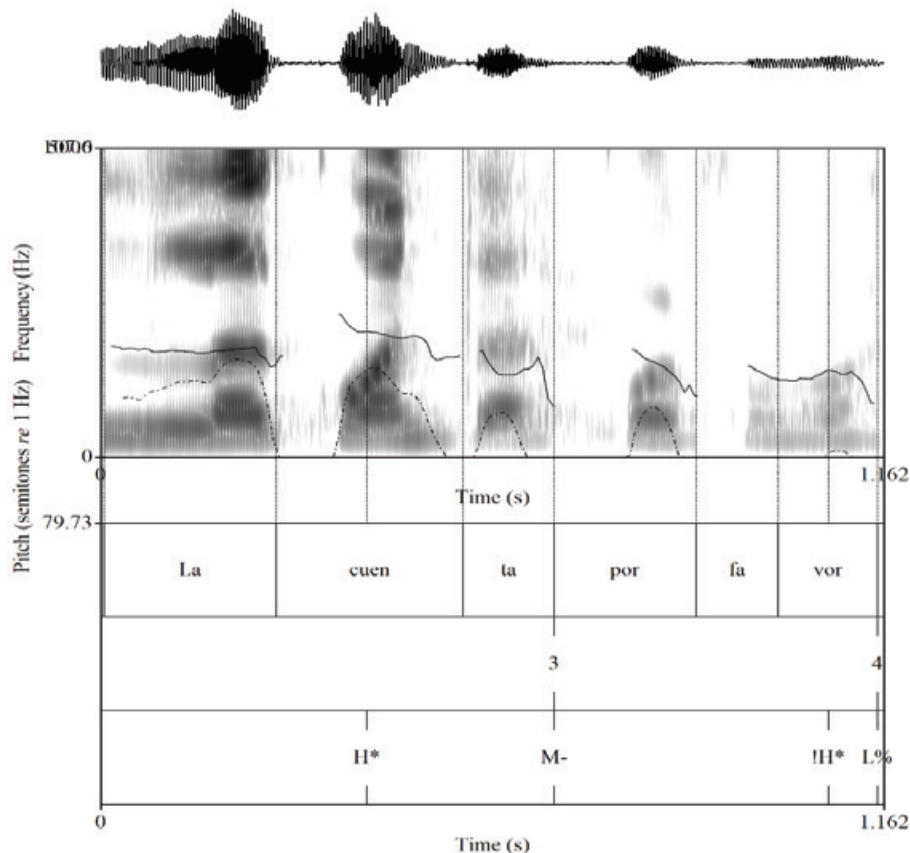 Pitch (semitones re 1 Hz) Frequency (Hz)
0
0 1.162
Time (s)
79.73
La cuen ta por fa vor
3 4
H* M- !H* L%
0 1.162
Time (s)